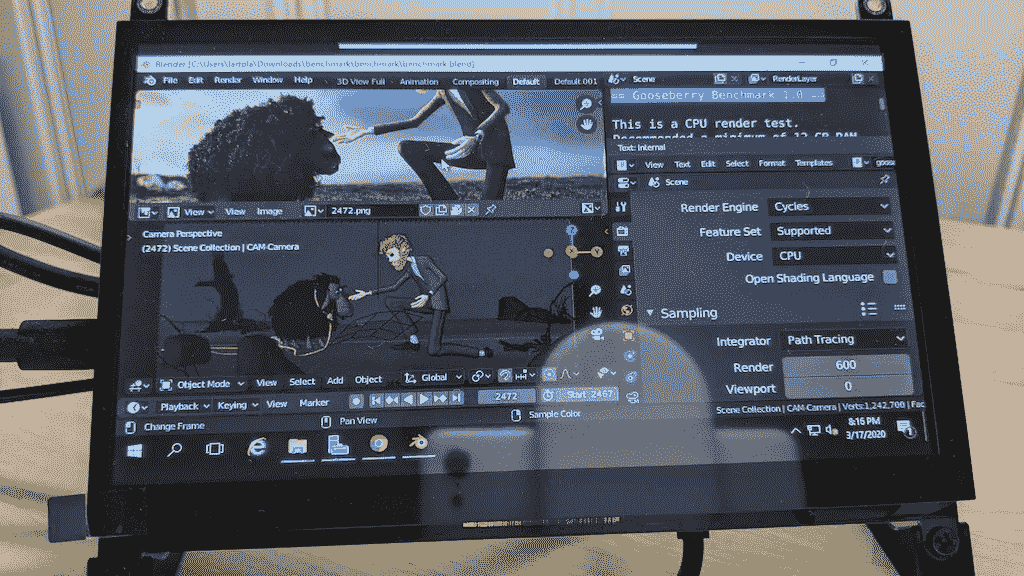 Blender [C:\Users\lartola\Downloads\benchmark\benchmark\benchmark.blend]
File Edit Render Window Help
3D View Full Animation Compositing Default Default.001
Scene
RenderLayer
== Gooseberry Benchmark 1.0
This is a CPU render test.
Recommended a minimum of 12 GB RAM
Text: Internal
View Text Edit Select Format Templates
Scene
View View Image 2472.png
Camera Perspective
(2472) Scene Collection | CAM-Camera
Z
X
Y
Render Engine Cycles
Feature Set Supported
Device CPU
Open Shading Language
Sampling
Integrator Path Tracing
Render 600
Viewport 0
Object Mode View Select Add Object Global
Playback Keying View Marker 2472 Start 2467
Change Frame Pan View Sample Color
Scene Collection | CAM-Camera | Verts:1,242,700 | Fac
8:16 PM
3/17/2020
1